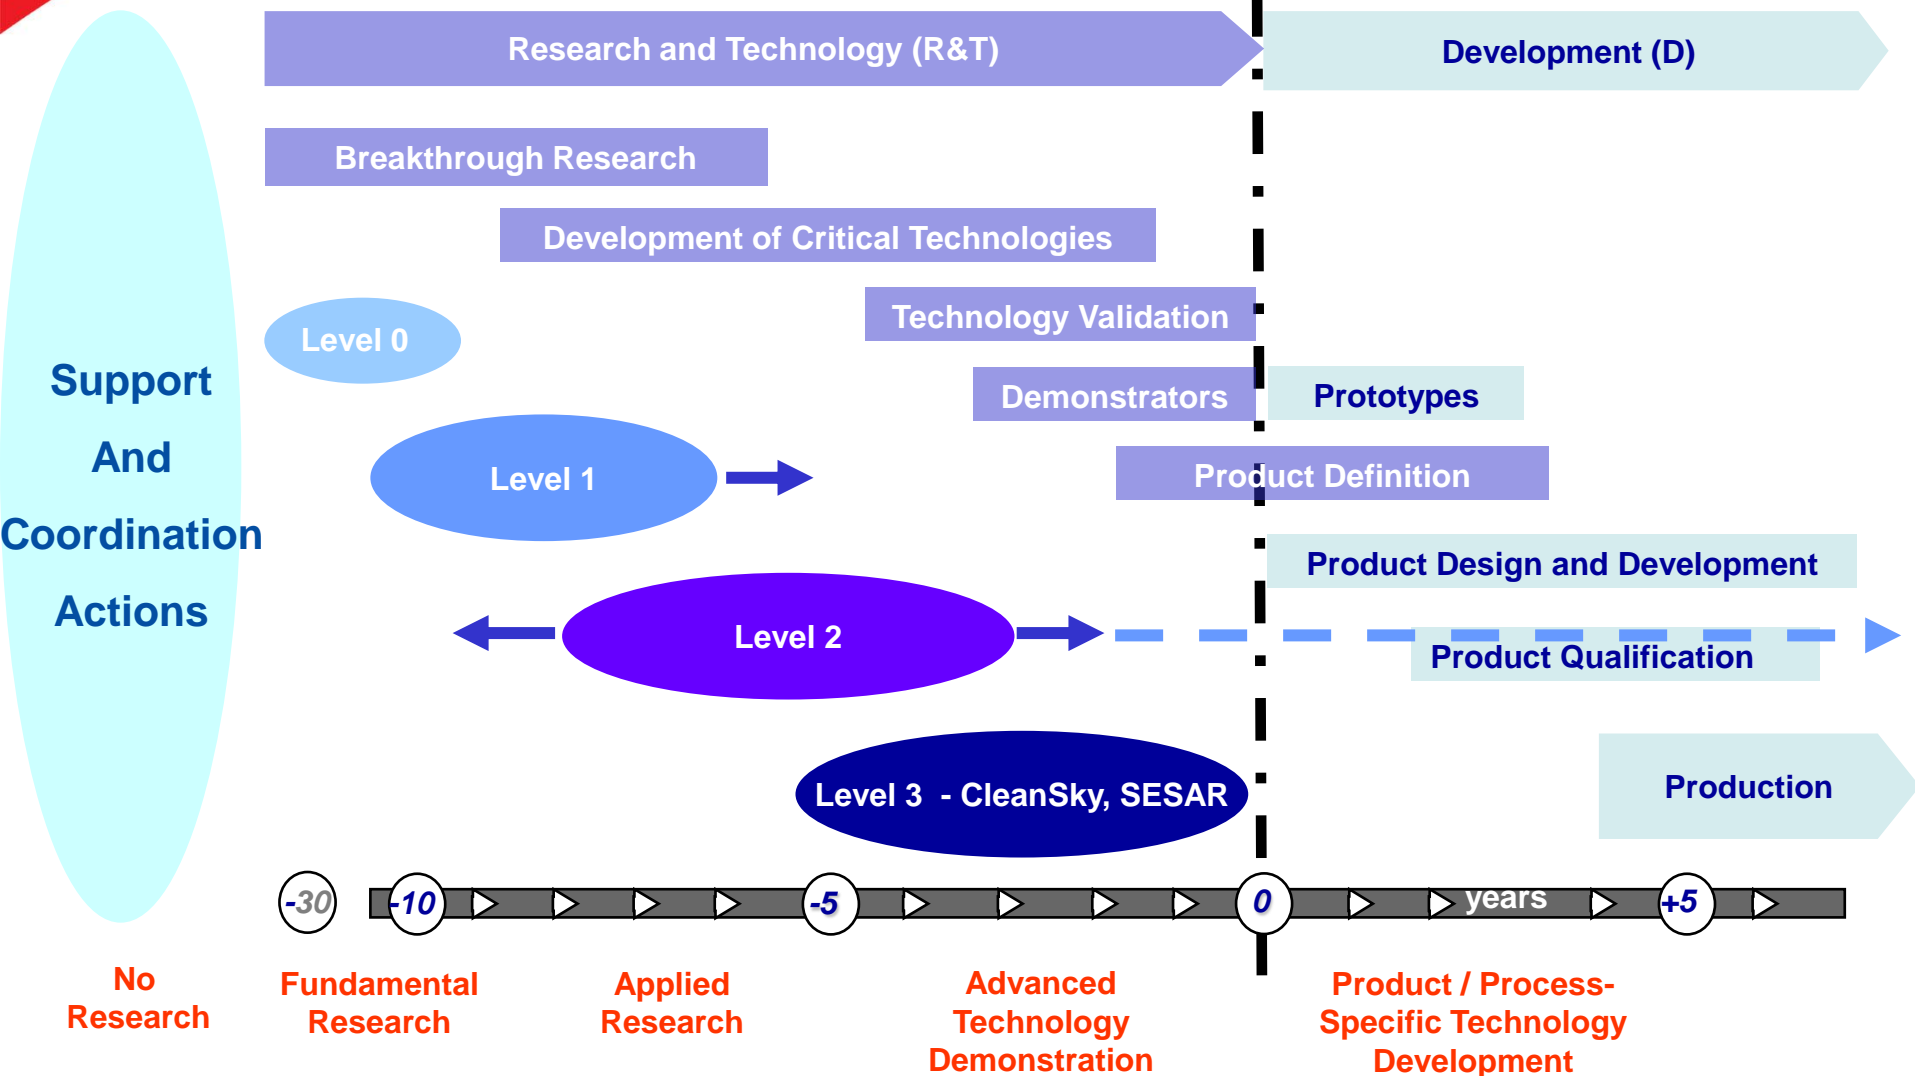 Research and Technology (R&T)
Development (D)
Breakthrough Research
Development of Critical Technologies
Technology Validation
Level 0
Support
And
Coordination
Actions
Demonstrators
Prototypes
Product Definition
Level 1
Product Design and Development
Level 2
Product Qualification
Level 3 - CleanSky, SESAR
Production
-30
-10
-5
0
years
+5
No
Research
Fundamental
Research
Applied
Research
Advanced
Technology
Demonstration
Product / Process-
Specific Technology
Development